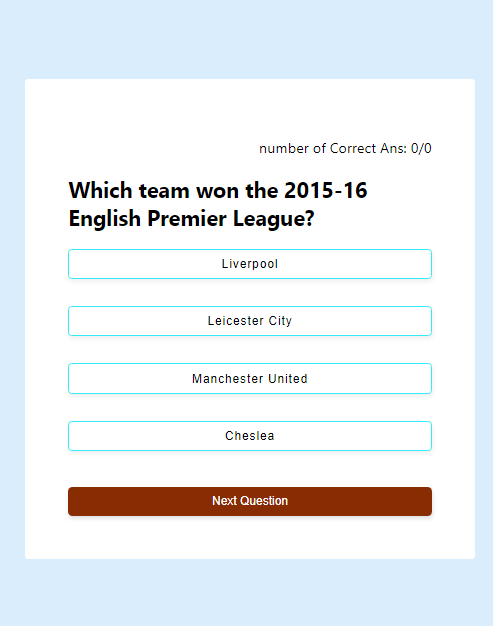 number of Correct Ans: 0/0
Which team won the 2015-16
English Premier League?
Liverpool
Leicester City
Manchester United
Cheslea
Next Question